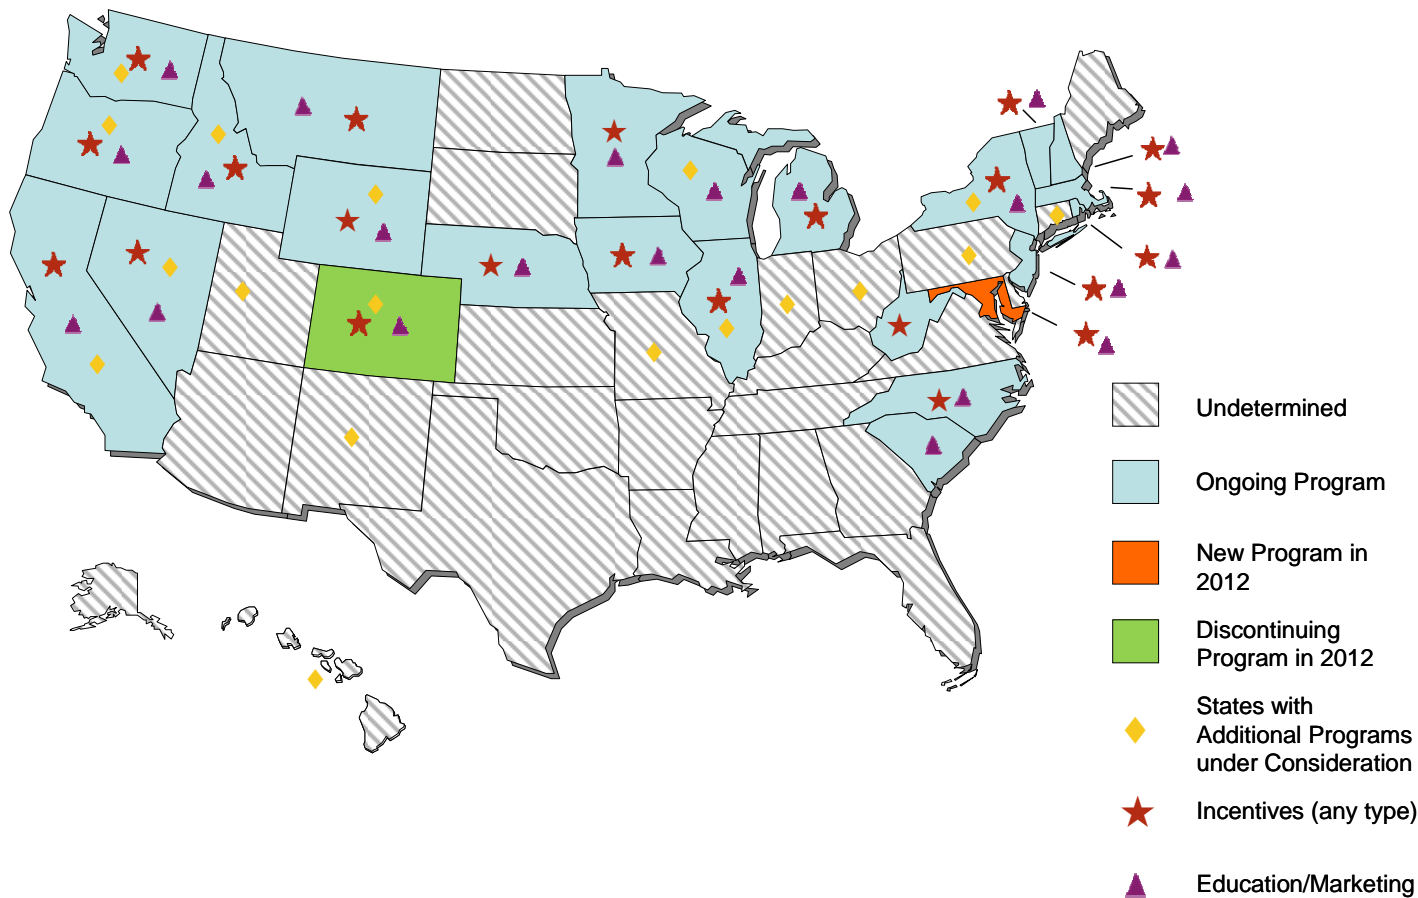 Undetermined
Ongoing Program
New Program in
2012
Discontinuing
Program in 2012
States with
Additional Programs
under Consideration
Incentives (any type)
Education/Marketing